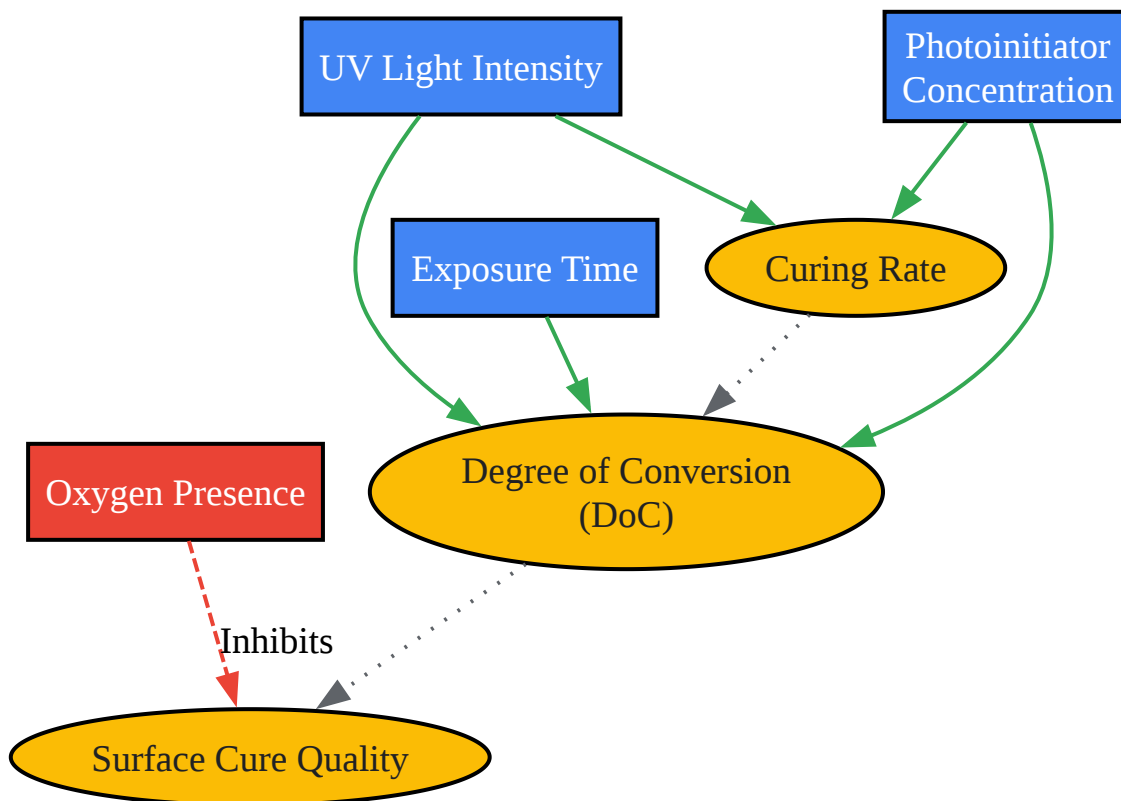 UV Light Intensity
Photoinitiator
Concentration
Exposure Time
Curing Rate
Degree of Conversion
(DoC)
Oxygen Presence
Inhibits
Surface Cure Quality